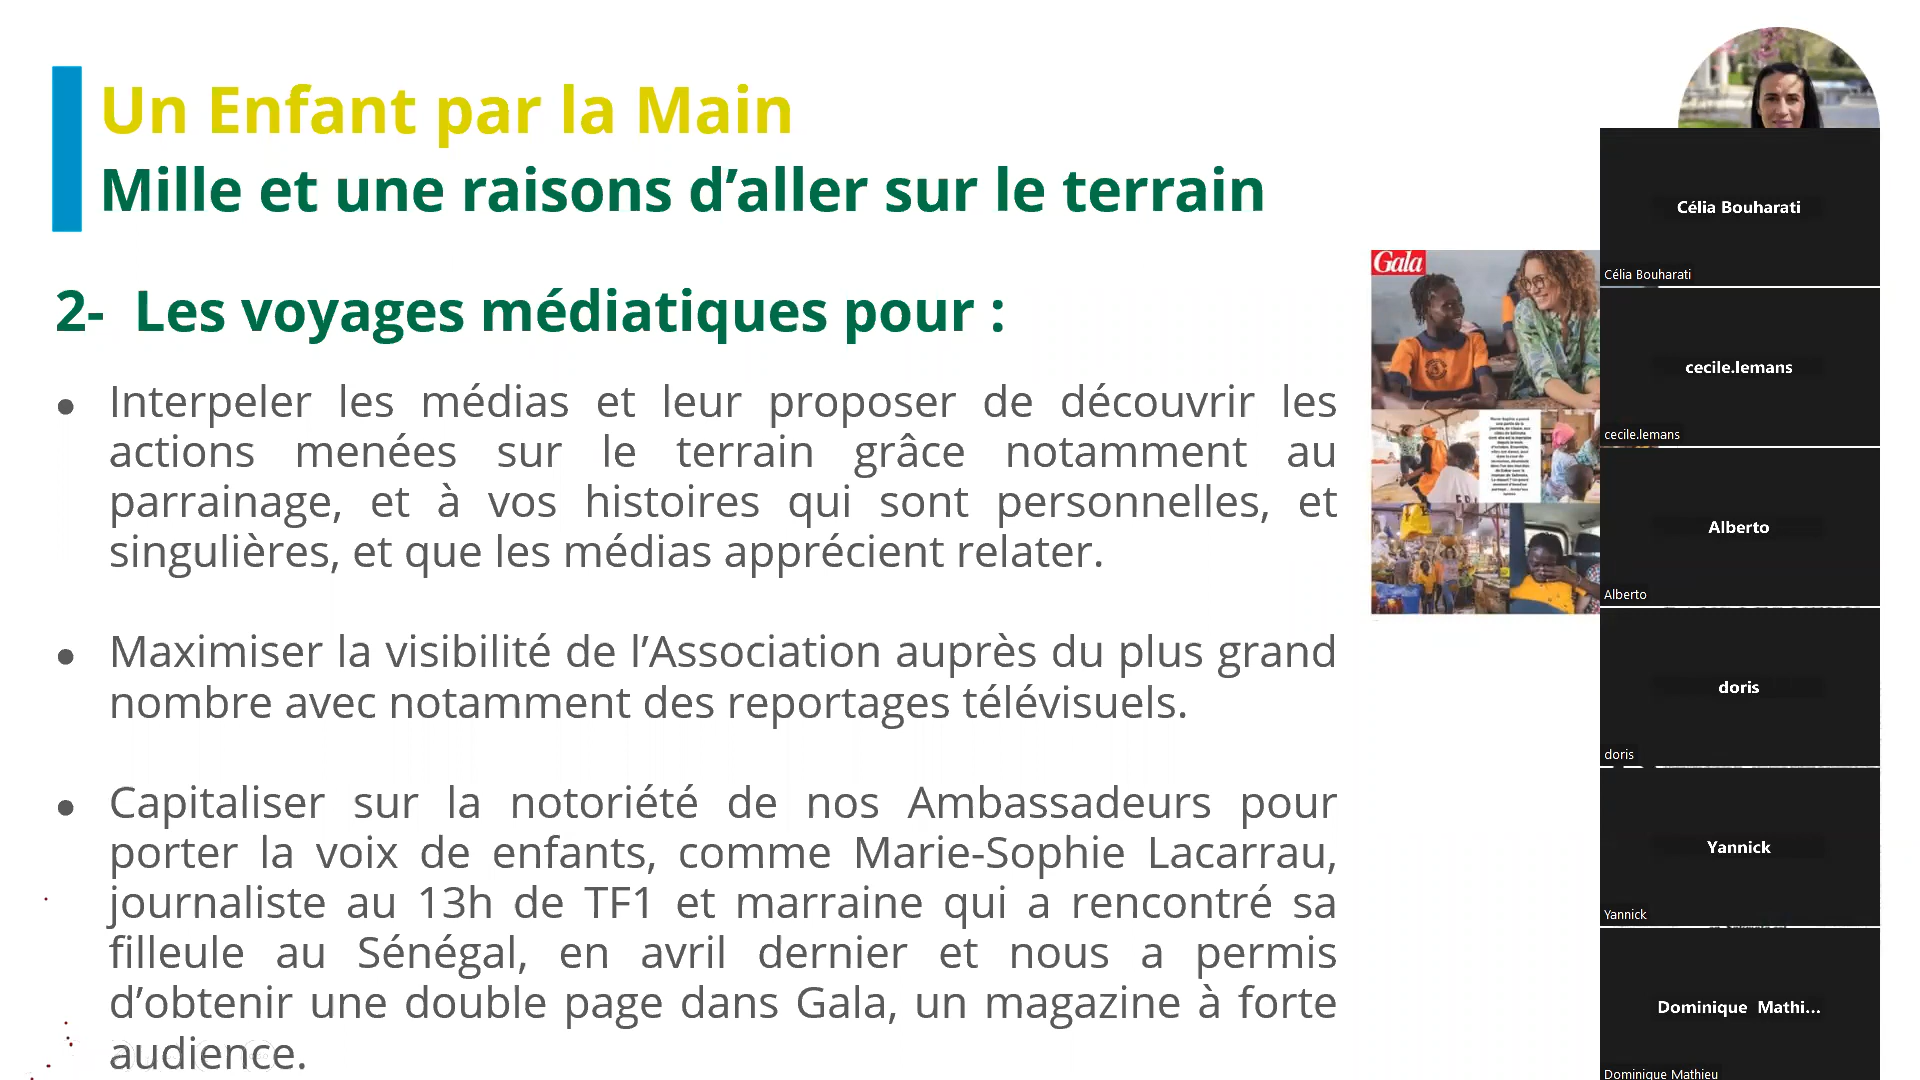 Un Enfant par la Main
Mille et une raisons d’aller sur le terrain
2- Les voyages médiatiques pour :
• Interpeler les médias et leur proposer de découvrir les
actions menées sur le terrain grâce notamment au
parrainage, et à vos histoires qui sont personnelles, et
singulières, et que les médias apprécient relater.
• Maximiser la visibilité de l’Association auprès du plus grand
nombre avec notamment des reportages télévisuels.
• Capitaliser sur la notoriété de nos Ambassadeurs pour
porter la voix de enfants, comme Marie-Sophie Lacarrau,
journaliste au 13h de TF1 et marraine qui a rencontré sa
filleule au Sénégal, en avril dernier et nous a permis
d’obtenir une double page dans Gala, un magazine à forte
audience.
Gala
Célia Bouharati
Célia Bouharati
cecile.lemans
cecile.lemans
Alberto
Alberto
doris
doris
Yannick
Yannick
Dominique Mathi...
Dominique Mathieu